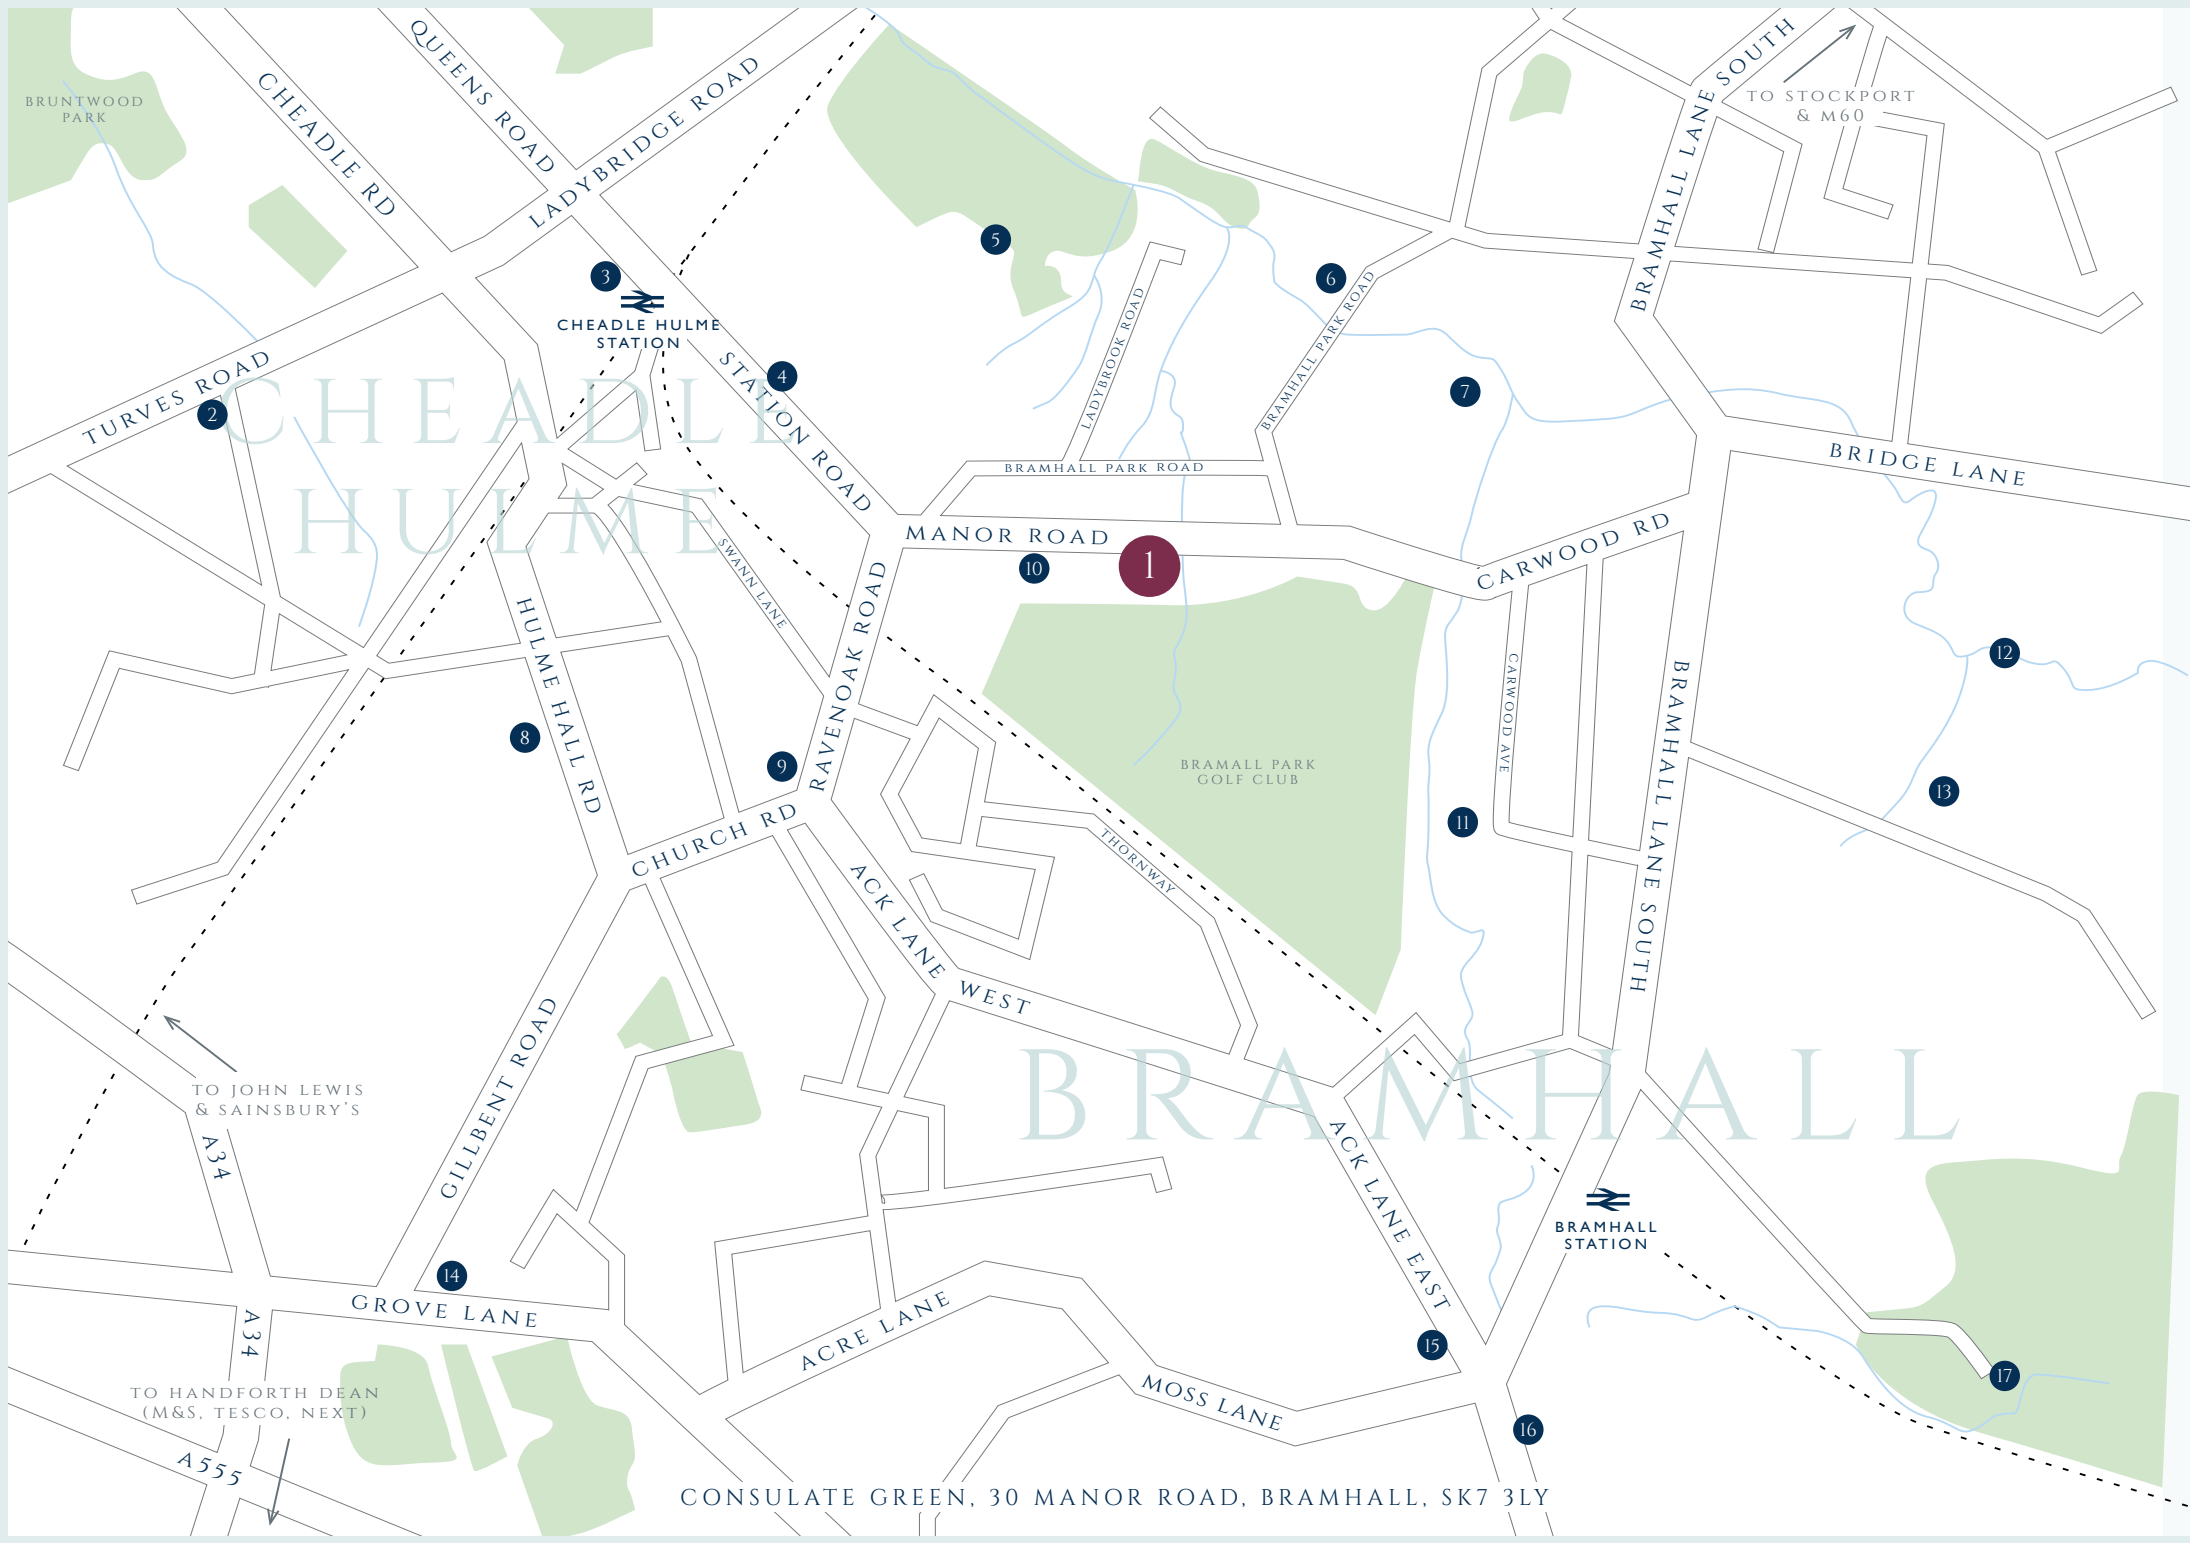 QUEENS ROAD
CHEADLE RD
LADYBRIDGE ROAD
BRAMHALL LANE SOUTH
BRUNTWOOD
PARK
TO STOCKPORT
& M60
5
3
6
CHEADLE HULME
STATION
TURVES ROAD
2
CHEADLE
HULME
4
STATION ROAD
LADYBROOK ROAD
BRAMHALL PARK ROAD
7
BRAMHALL PARK ROAD
BRIDGE LANE
MANOR ROAD
10
1
CARWOOD RD
SWANN LANE
HULME HALL RD
RAVENOAK ROAD
CARWOOD AVE
12
8
9
BRAMALL PARK
GOLF CLUB
11
13
BRAMHALL LANE SOUTH
CHURCH RD
THORNWAY
ACK LANE WEST
GILLBENT ROAD
TO JOHN LEWIS
& SAINSBURY'S
BRAMHALL
A34
ACK LANE EAST
BRAMHALL
STATION
14
GROVE LANE
A34
ACRE LANE
15
17
TO HANDFORTH DEAN
(M&S, TESCO, NEXT)
MOSS LANE
16
A555
CONSULATE GREEN, 30 MANOR ROAD, BRAMHALL, SK7 3LY